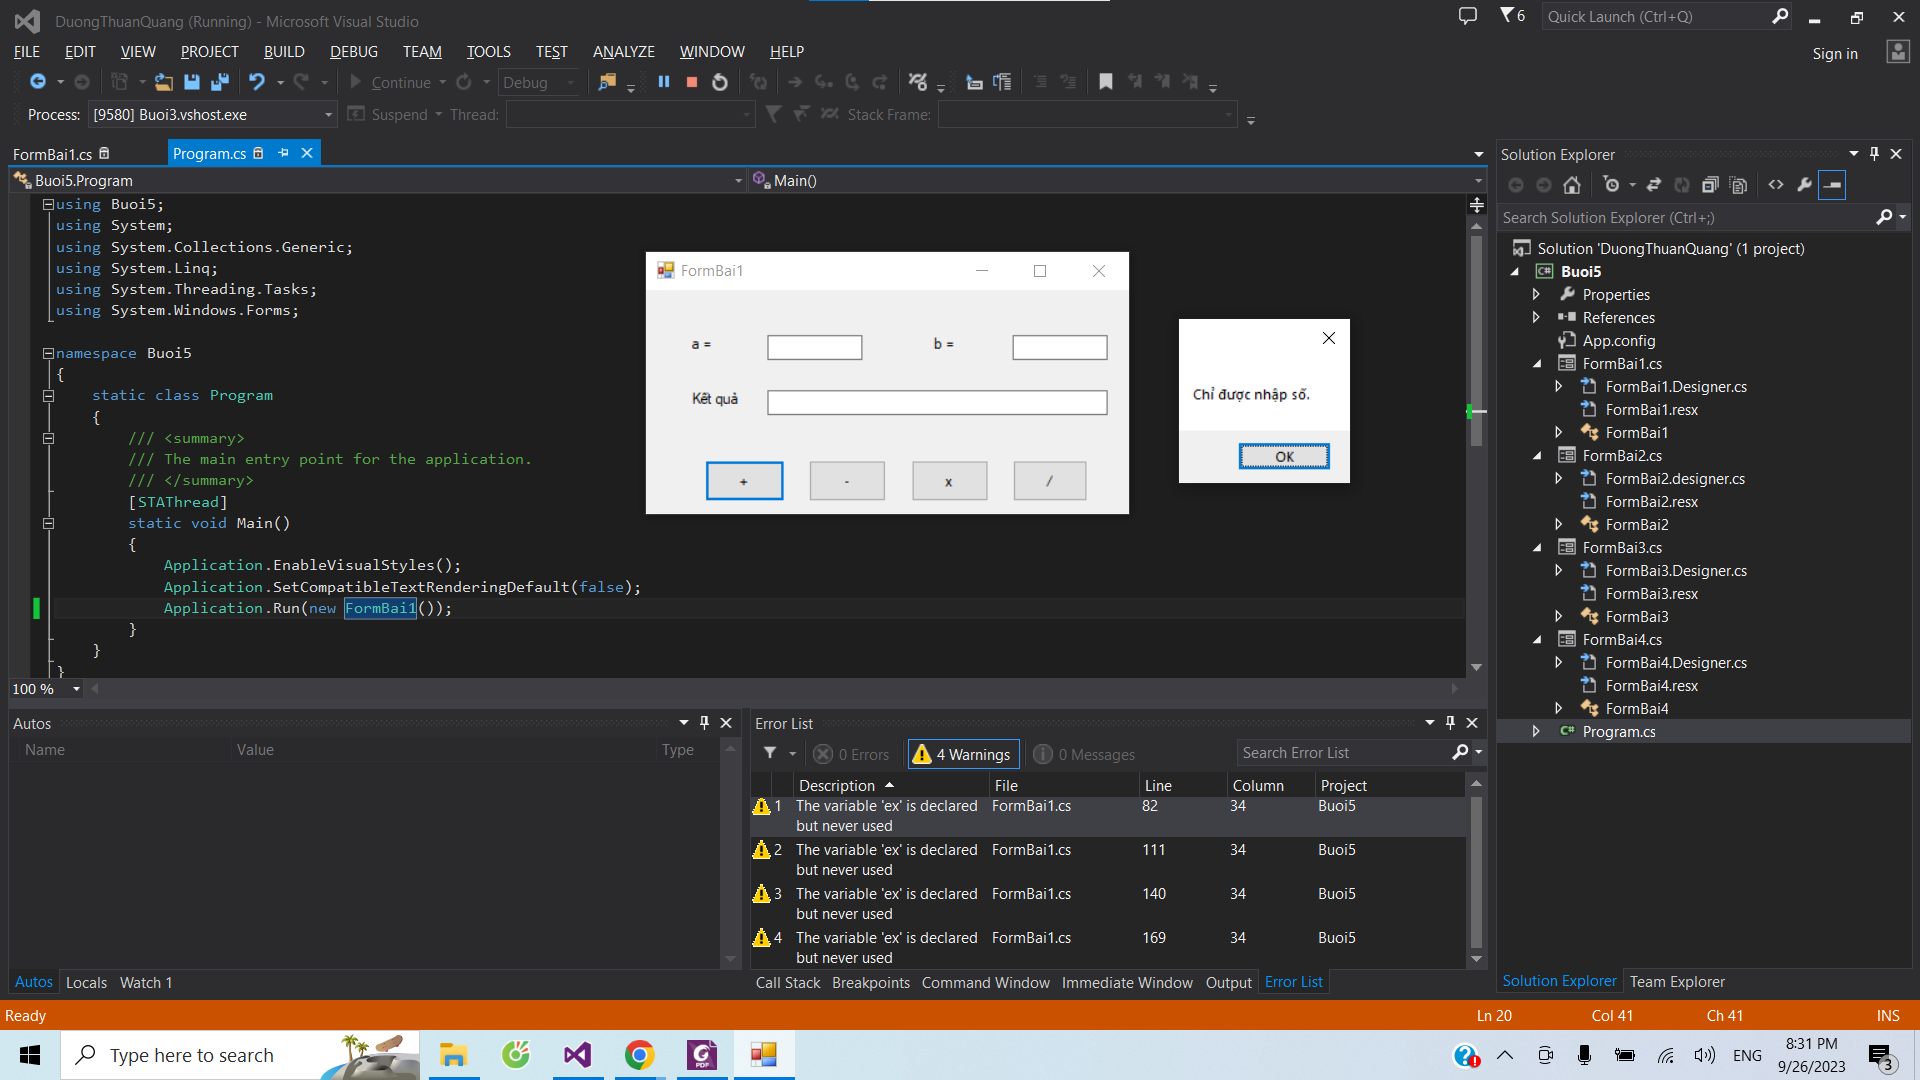 DuongThuanQuang (Running) - Microsoft Visual Studio
6
Quick Launch (Ctrl+Q)
FILE EDIT VIEW PROJECT BUILD DEBUG TEAM TOOLS TEST ANALYZE WINDOW HELP
Sign in
Continue Debug
Process: [9580] Buoi3.vshost.exe Suspend Thread: Stack Frame:
FormBai1.cs Program.cs
Buoi5.Program Main()
using Buoi5;
using System;
using System.Collections.Generic;
using System.Linq;
using System.Threading.Tasks;
using System.Windows.Forms;
namespace Buoi5
{
static class Program
{
/// <summary>
/// The main entry point for the application.
/// </summary>
[STAThread]
static void Main()
{
Application.EnableVisualStyles();
Application.SetCompatibleTextRenderingDefault(false);
Application.Run(new FormBai1());
}
}
}
100 %
FormBai1
a = b =
Kết quả
+ - x /
Chỉ được nhập số.
OK
Solution Explorer
Search Solution Explorer (Ctrl+;)
Solution 'DuongThuanQuang' (1 project)
C# Buoi5
Properties
References
App.config
FormBai1.cs
FormBai1.Designer.cs
FormBai1.resx
FormBai1
FormBai2.cs
FormBai2.designer.cs
FormBai2.resx
FormBai2
FormBai3.cs
FormBai3.Designer.cs
FormBai3.resx
FormBai3
FormBai4.cs
FormBai4.Designer.cs
FormBai4.resx
FormBai4
C# Program.cs
Solution Explorer Team Explorer
Autos
Name Value Type
Autos Locals Watch 1
Error List
0 Errors 4 Warnings 0 Messages Search Error List
Description File Line Column Project
1 The variable 'ex' is declared but never used FormBai1.cs 82 34 Buoi5
2 The variable 'ex' is declared but never used FormBai1.cs 111 34 Buoi5
3 The variable 'ex' is declared but never used FormBai1.cs 140 34 Buoi5
4 The variable 'ex' is declared but never used FormBai1.cs 169 34 Buoi5
Call Stack Breakpoints Command Window Immediate Window Output Error List
Ready Ln 20 Col 41 Ch 41 INS
Type here to search
PDF
ENG
8:31 PM
9/26/2023
3